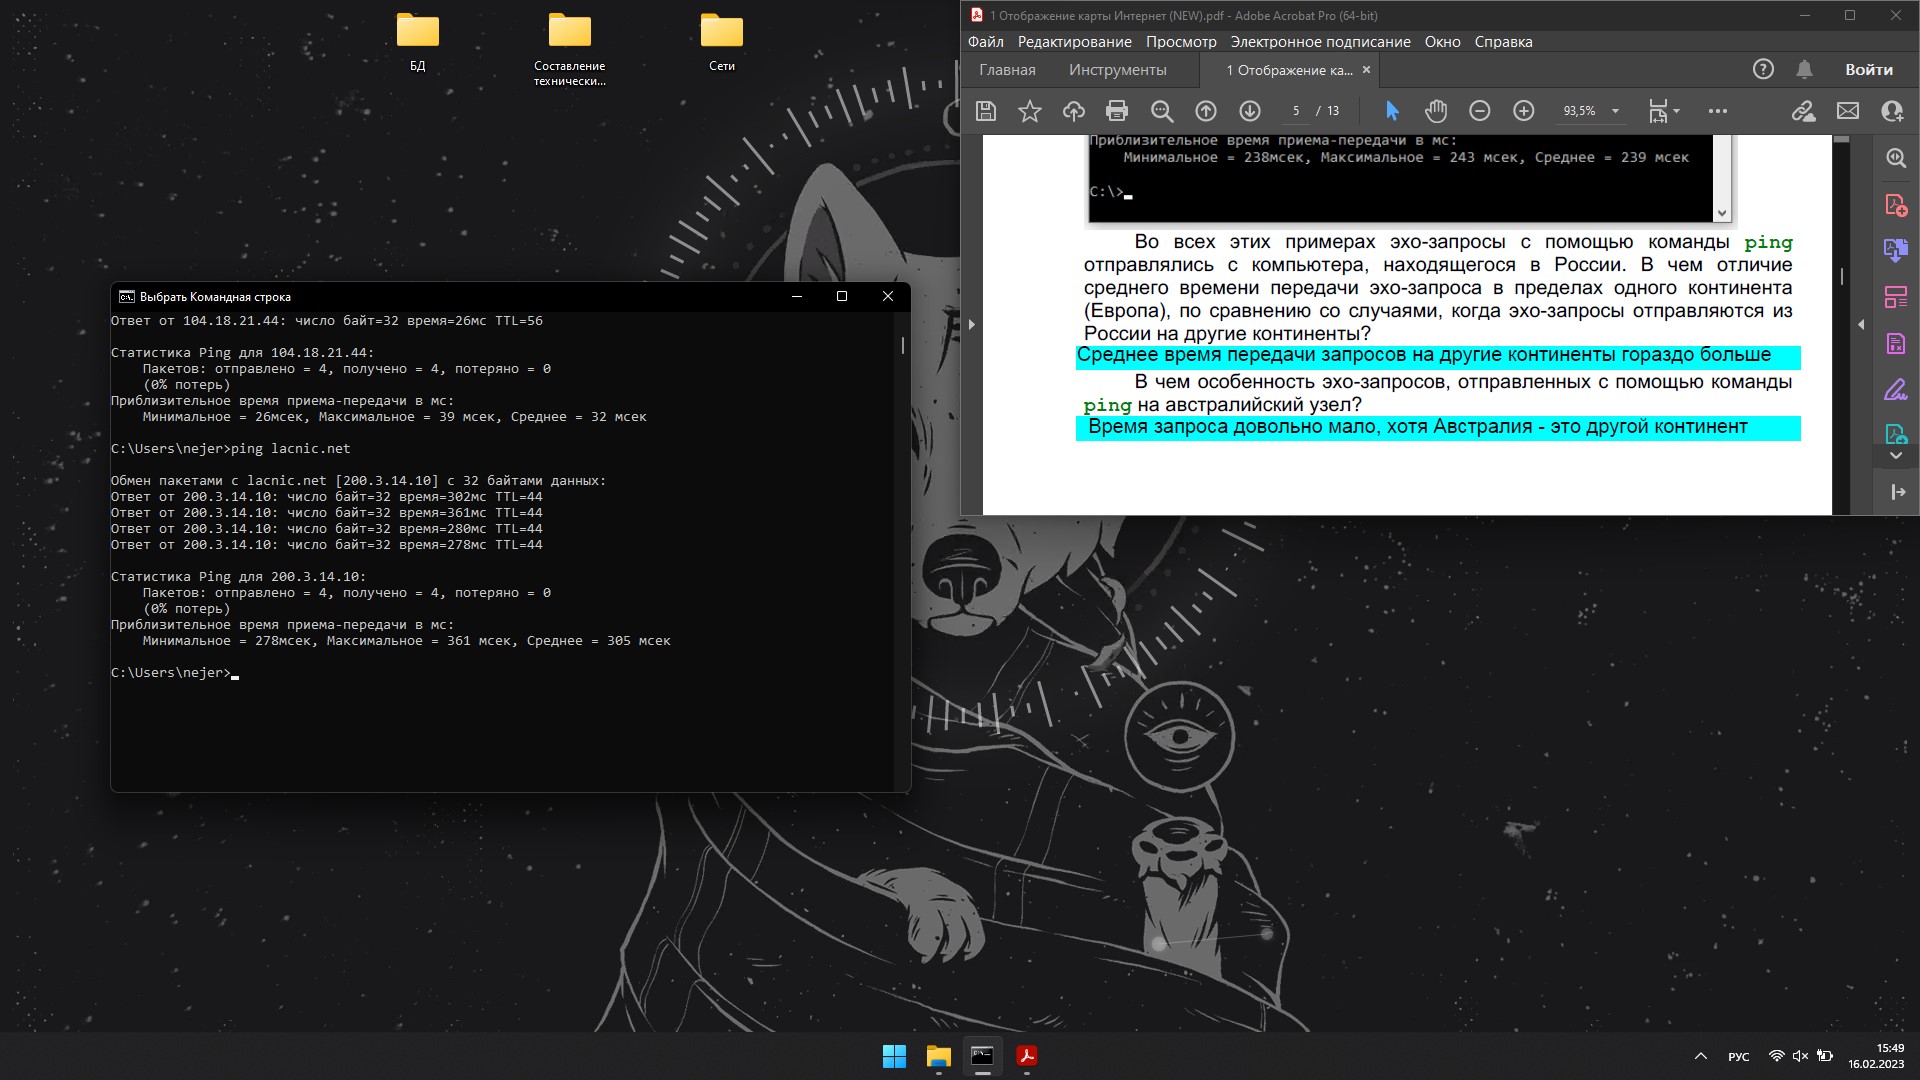 БД
Составление
технически...
Сети
Выбрать Командная строка
Ответ от 104.18.21.44: число байт=32 время=26мс TTL=56
Статистика Ping для 104.18.21.44:
Пакетов: отправлено = 4, получено = 4, потеряно = 0
(0% потерь)
Приблизительное время приема-передачи в мс:
Минимальное = 26мсек, Максимальное = 39 мсек, Среднее = 32 мсек
C:\Users\nejer>ping lacnic.net
Обмен пакетами с lacnic.net [200.3.14.10] с 32 байтами данных:
Ответ от 200.3.14.10: число байт=32 время=302мс TTL=44
Ответ от 200.3.14.10: число байт=32 время=361мс TTL=44
Ответ от 200.3.14.10: число байт=32 время=280мс TTL=44
Ответ от 200.3.14.10: число байт=32 время=278мс TTL=44
Статистика Ping для 200.3.14.10:
Пакетов: отправлено = 4, получено = 4, потеряно = 0
(0% потерь)
Приблизительное время приема-передачи в мс:
Минимальное = 278мсек, Максимальное = 361 мсек, Среднее = 305 мсек
C:\Users\nejer>
1 Отображение карты Интернет (NEW).pdf - Adobe Acrobat Pro (64-bit)
Файл Редактирование Просмотр Электронное подписание Окно Справка
Главная Инструменты 1 Отображение ка... Войти
5 / 13 93,5%
Приблизительное время приема-передачи в мс:
Минимальное = 238мсек, Максимальное = 243 мсек, Среднее = 239 мсек
C:\>
Во всех этих примерах эхо-запросы с помощью команды ping
отправлялись с компьютера, находящегося в России. В чем отличие
среднего времени передачи эхо-запроса в пределах одного континента
(Европа), по сравнению со случаями, когда эхо-запросы отправляются из
России на другие континенты?
Среднее время передачи запросов на другие континенты гораздо больше
В чем особенность эхо-запросов, отправленных с помощью команды
ping на австралийский узел?
Время запроса довольно мало, хотя Австралия - это другой континент
РУС
15:49
16.02.2023